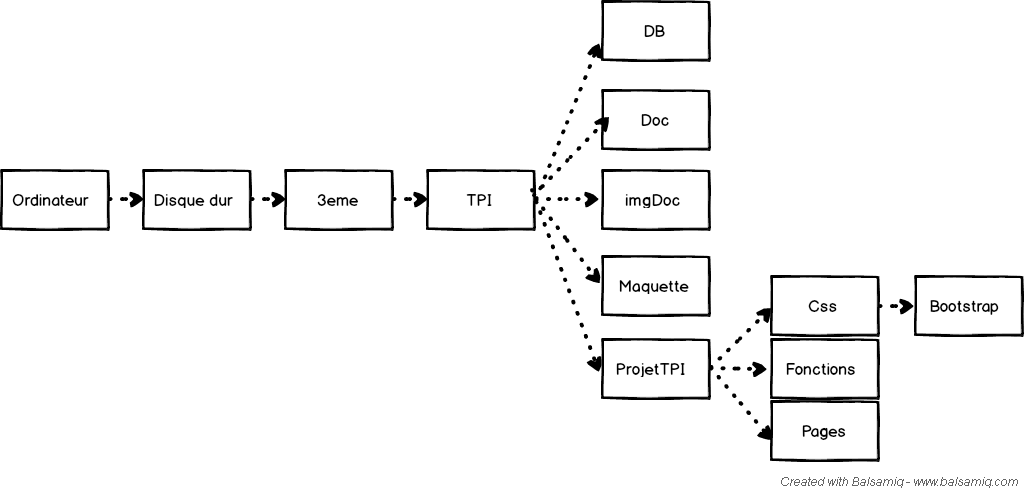 DB
Doc
Ordinateur
Disque dur
3eme
TPI
imgDoc
Maquette
Css
Bootstrap
ProjetTPI
Fonctions
Pages
Created with Balsamiq - www.balsamiq.com